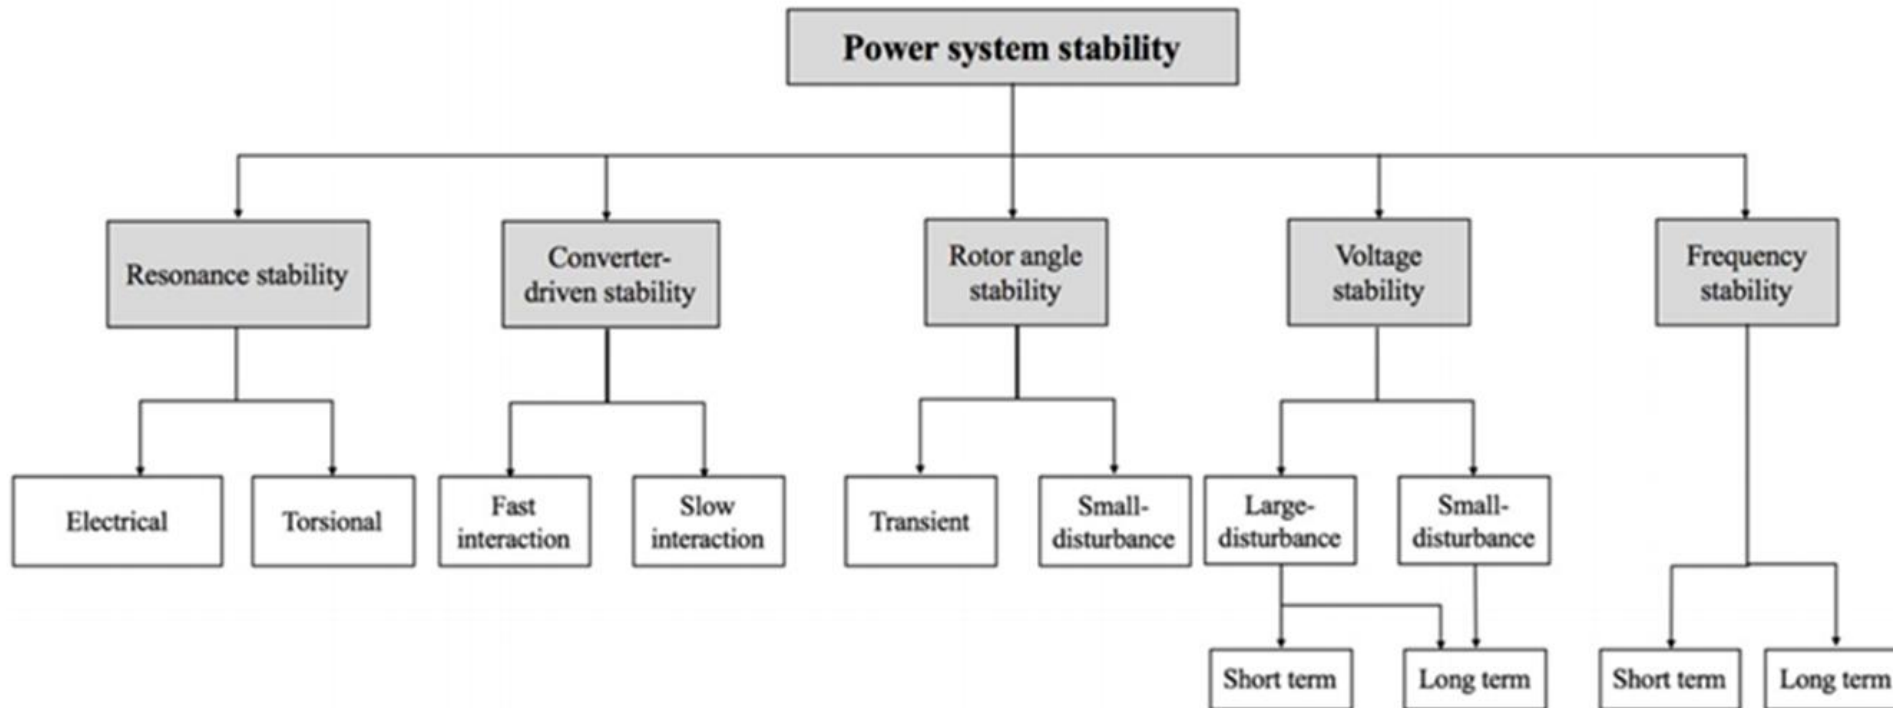 Power system stability
Resonance stability
Converter-
driven stability
Rotor angle
stability
Voltage
stability
Frequency
stability
Electrical
Torsional
Fast
interaction
Slow
interaction
Transient
Small-
disturbance
Large-
disturbance
Small-
disturbance
Short term
Long term
Short term
Long term